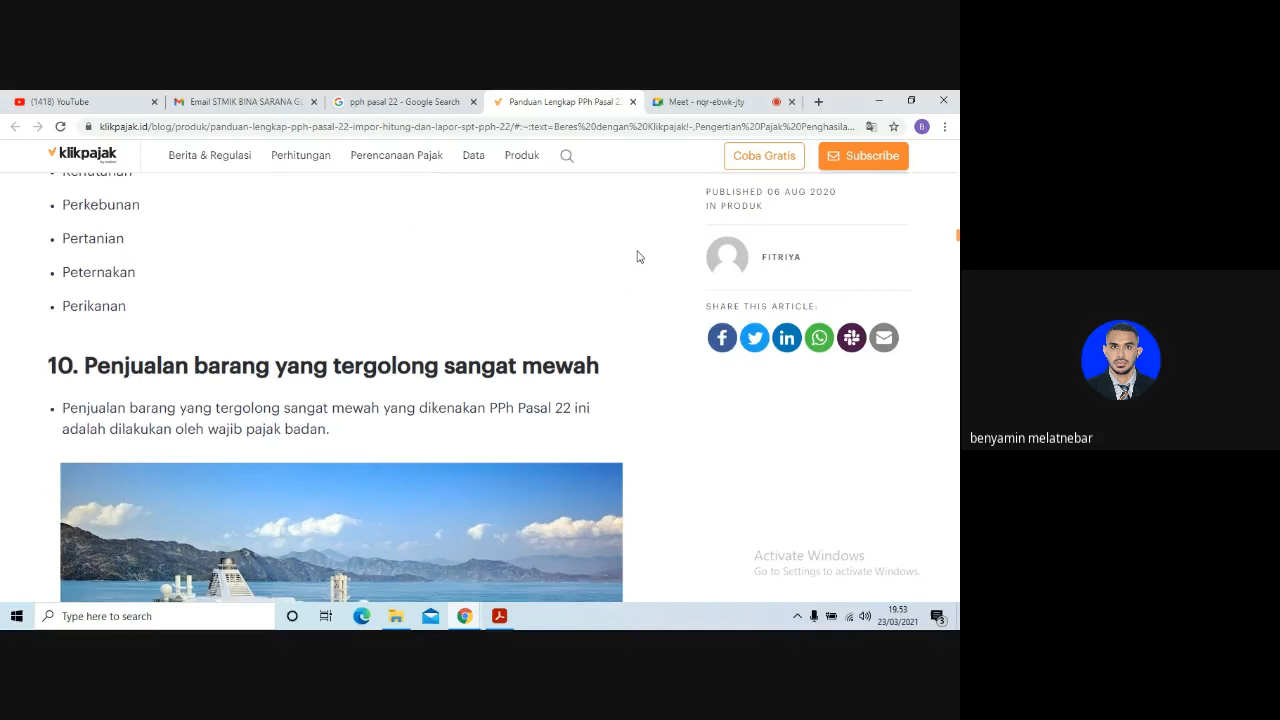 (1418) YouTube
Email STMIK BINA SARANA GL
pph pasal 22 - Google Search
Panduan Lengkap PPh Pasal 22
Meet - nqr-ebwk-jty
klikpajak.id/blog/produk/panduan-lengkap-pph-pasal-22-impor-hitung-dan-lapor-spt-pph-22/#:~:text=Beres%20dengan%20Klikpajak!-,Pengertian%20Pajak%20Penghasila...
B
klikpajak
Berita & Regulasi
Perhitungan
Perencanaan Pajak
Data
Produk
Coba Gratis
Subscribe
Kehutanan
Perkebunan
Pertanian
Peternakan
Perikanan
10. Penjualan barang yang tergolong sangat mewah
Penjualan barang yang tergolong sangat mewah yang dikenakan PPh Pasal 22 ini
adalah dilakukan oleh wajib pajak badan.
PUBLISHED 06 AUG 2020
IN PRODUK
FITRIYA
SHARE THIS ARTICLE:
Activate Windows
Go to Settings to activate Windows.
benyamin melatnebar
Type here to search
19.53
23/03/2021
3